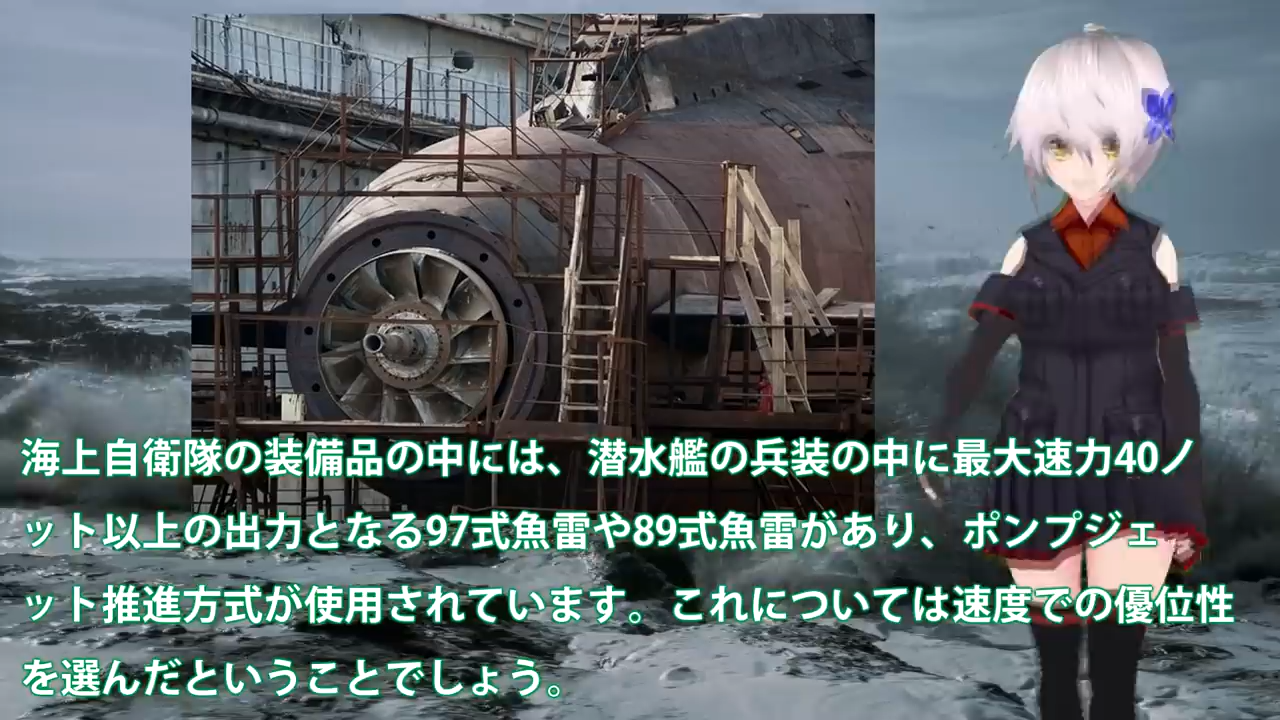 海上自衛隊の装備品の中には、潜水艦の兵装の中に最大速力40ノ
ット以上の出力となる97式魚雷や89式魚雷があり、ポンプジェ
ット推進方式が使用されています。これについては速度での優位性
を選んだということでしょう。